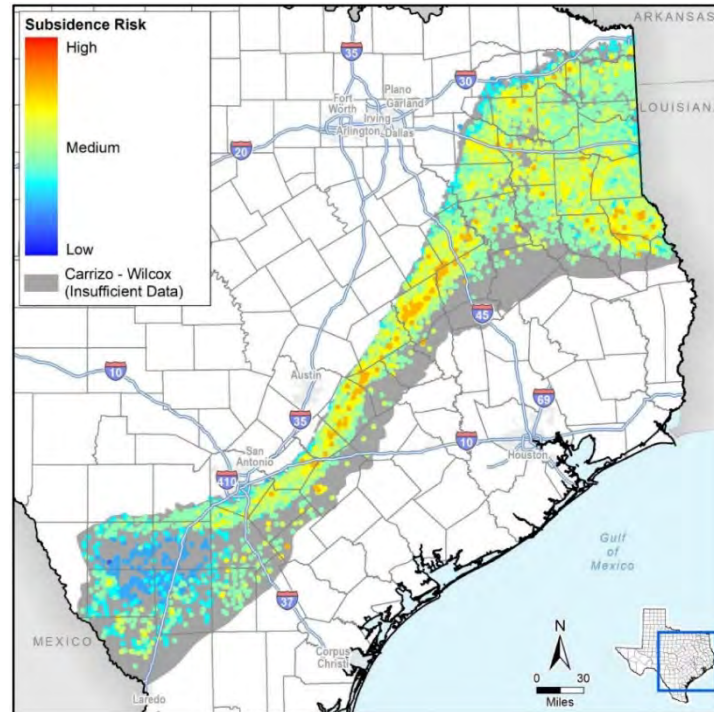 Subsidence Risk
High
Medium
Low
Carrizo - Wilcox
(Insufficient Data)
ARKANSAS
LOUISIANA
35
30
Plano
Fort
Worth
Garland
Irving
Arlington
Dallas
20
45
10
Austin
35
69
San
Antonio
10
Houston
410
Gulf
of
Mexico
37
MEXICO
Corpus
Christi
Laredo
N
0
30
Miles